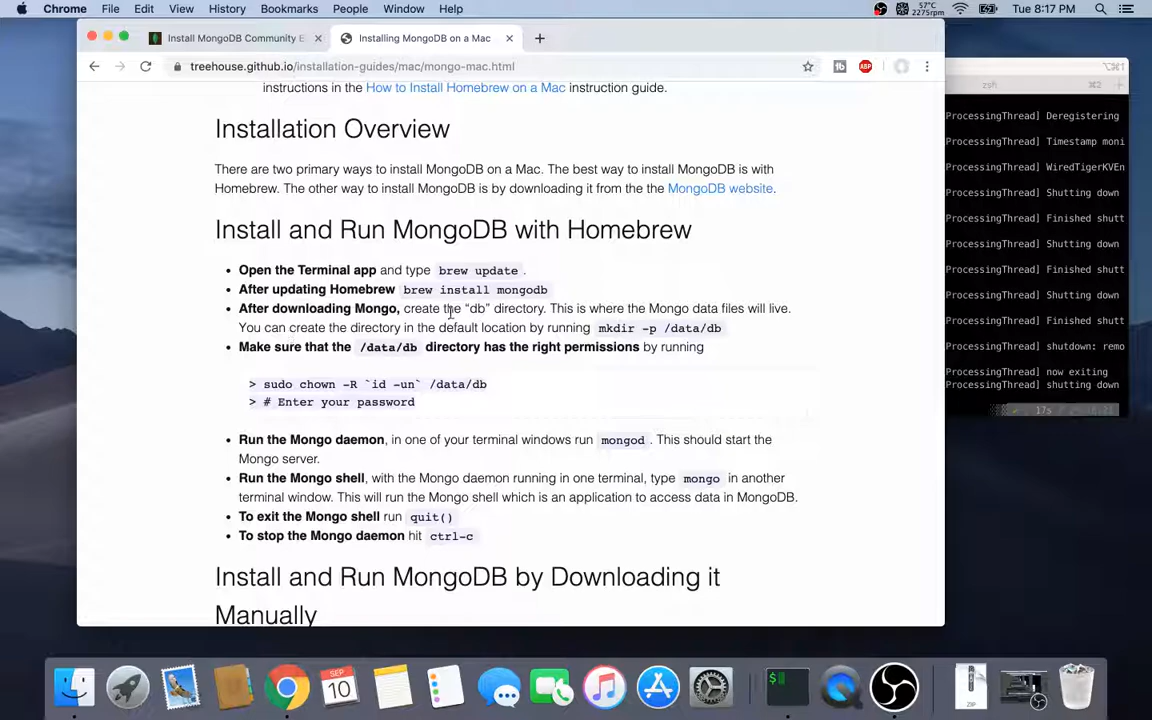 Chrome File Edit View History Bookmarks People Window Help 57°C 2275rpm Tue 8:17 PM
Install MongoDB Community E × Installing MongoDB on a Mac × +
treehouse.github.io/installation-guides/mac/mongo-mac.html ABP
instructions in the How to Install Homebrew on a Mac instruction guide.
Installation Overview
There are two primary ways to install MongoDB on a Mac. The best way to install MongoDB is with
Homebrew. The other way to install MongoDB is by downloading it from the the MongoDB website.
Install and Run MongoDB with Homebrew
• Open the Terminal app and type brew update .
• After updating Homebrew brew install mongodb
• After downloading Mongo, create the “db” directory. This is where the Mongo data files will live.
You can create the directory in the default location by running mkdir -p /data/db
• Make sure that the /data/db directory has the right permissions by running
> sudo chown -R `id -un` /data/db
> # Enter your password
• Run the Mongo daemon, in one of your terminal windows run mongod . This should start the
Mongo server.
• Run the Mongo shell, with the Mongo daemon running in one terminal, type mongo in another
terminal window. This will run the Mongo shell which is an application to access data in MongoDB.
• To exit the Mongo shell run quit()
• To stop the Mongo daemon hit ctrl-c
Install and Run MongoDB by Downloading it
Manually
⌥⌘1
zsh ⌘2
ProcessingThread] Deregistering
ProcessingThread] Timestamp moni
ProcessingThread] WiredTigerKVEn
ProcessingThread] Shutting down
ProcessingThread] Finished shutt
ProcessingThread] Shutting down
ProcessingThread] Finished shutt
ProcessingThread] Shutting down
ProcessingThread] Finished shutt
ProcessingThread] shutdown: remo
ProcessingThread] now exiting
ProcessingThread] shutting down
17s
SEP
10
$
ZIP